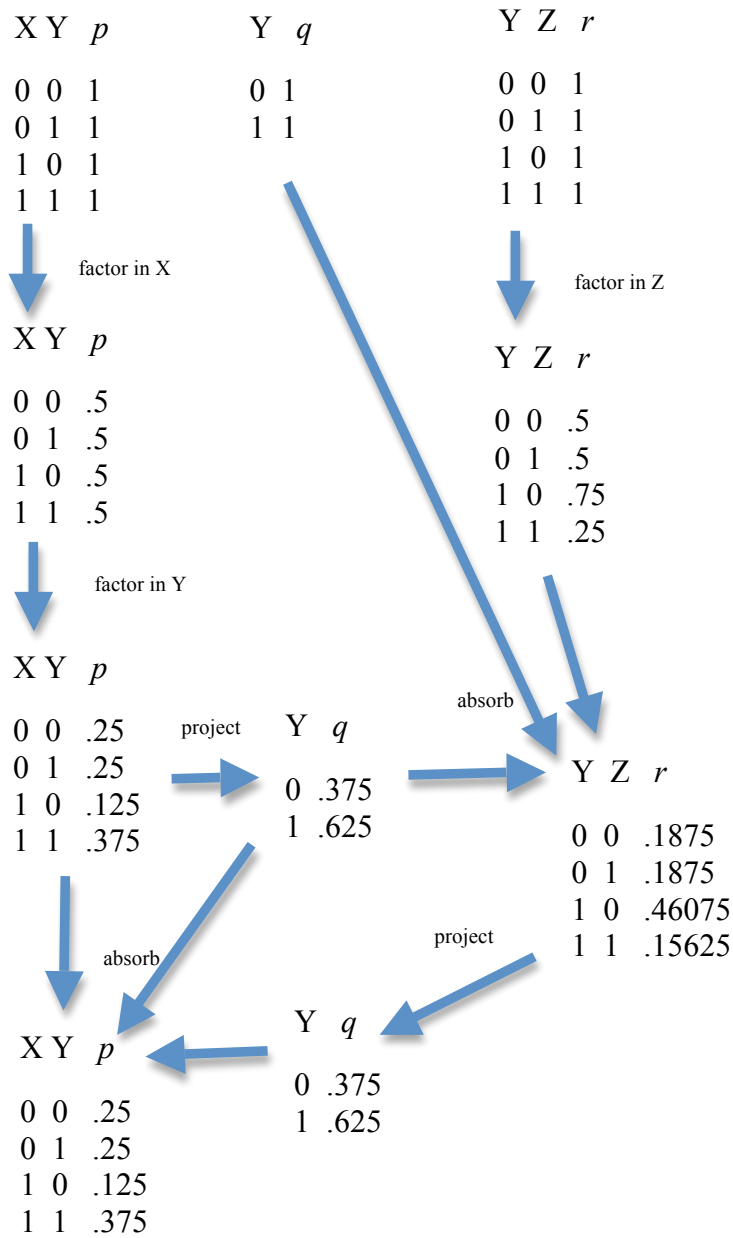 X Y p
0 0 1
0 1 1
1 0 1
1 1 1
Y q
0 1
1 1
Y Z r
0 0 1
0 1 1
1 0 1
1 1 1
factor in X
factor in Z
X Y p
0 0 .5
0 1 .5
1 0 .5
1 1 .5
Y Z r
0 0 .5
0 1 .5
1 0 .75
1 1 .25
factor in Y
X Y p
0 0 .25
0 1 .25
1 0 .125
1 1 .375
project
Y q
0 .375
1 .625
absorb
Y Z r
0 0 .1875
0 1 .1875
1 0 .46075
1 1 .15625
absorb
project
Y q
0 .375
1 .625
X Y p
0 0 .25
0 1 .25
1 0 .125
1 1 .375